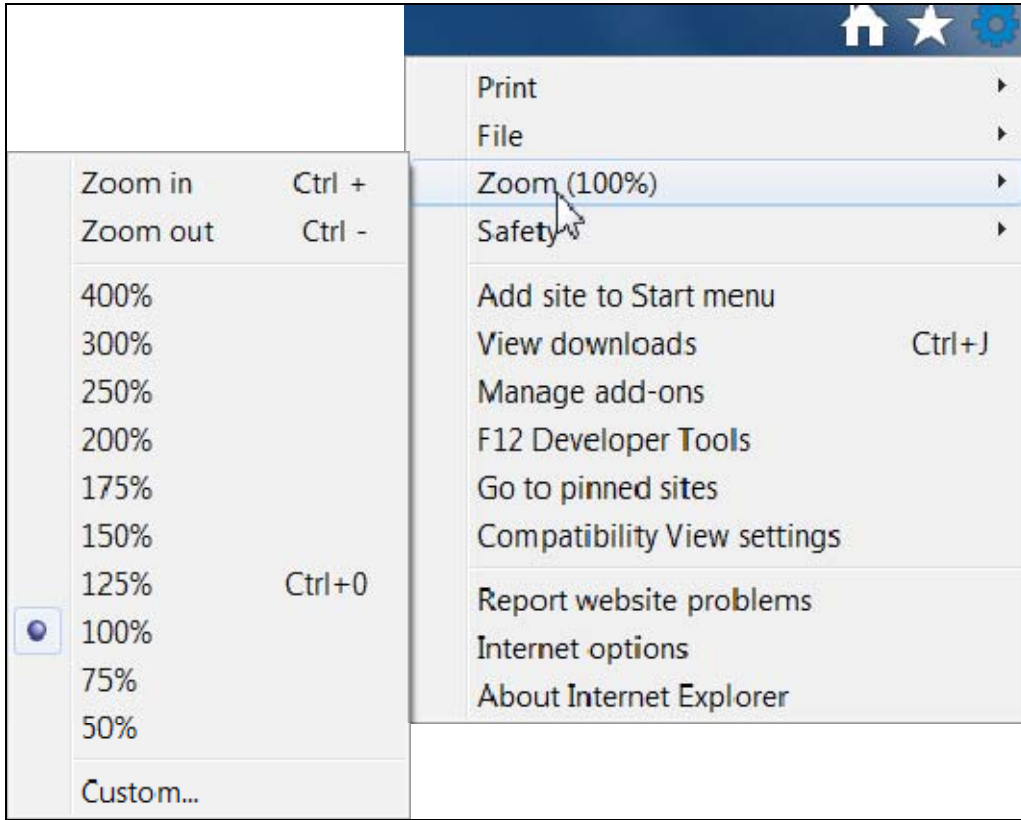 Print
File
Zoom (100%)
Safety
Add site to Start menu
View downloads Ctrl+J
Manage add-ons
F12 Developer Tools
Go to pinned sites
Compatibility View settings
Report website problems
Internet options
About Internet Explorer
Zoom in Ctrl +
Zoom out Ctrl -
400%
300%
250%
200%
175%
150%
125% Ctrl+0
100%
75%
50%
Custom...